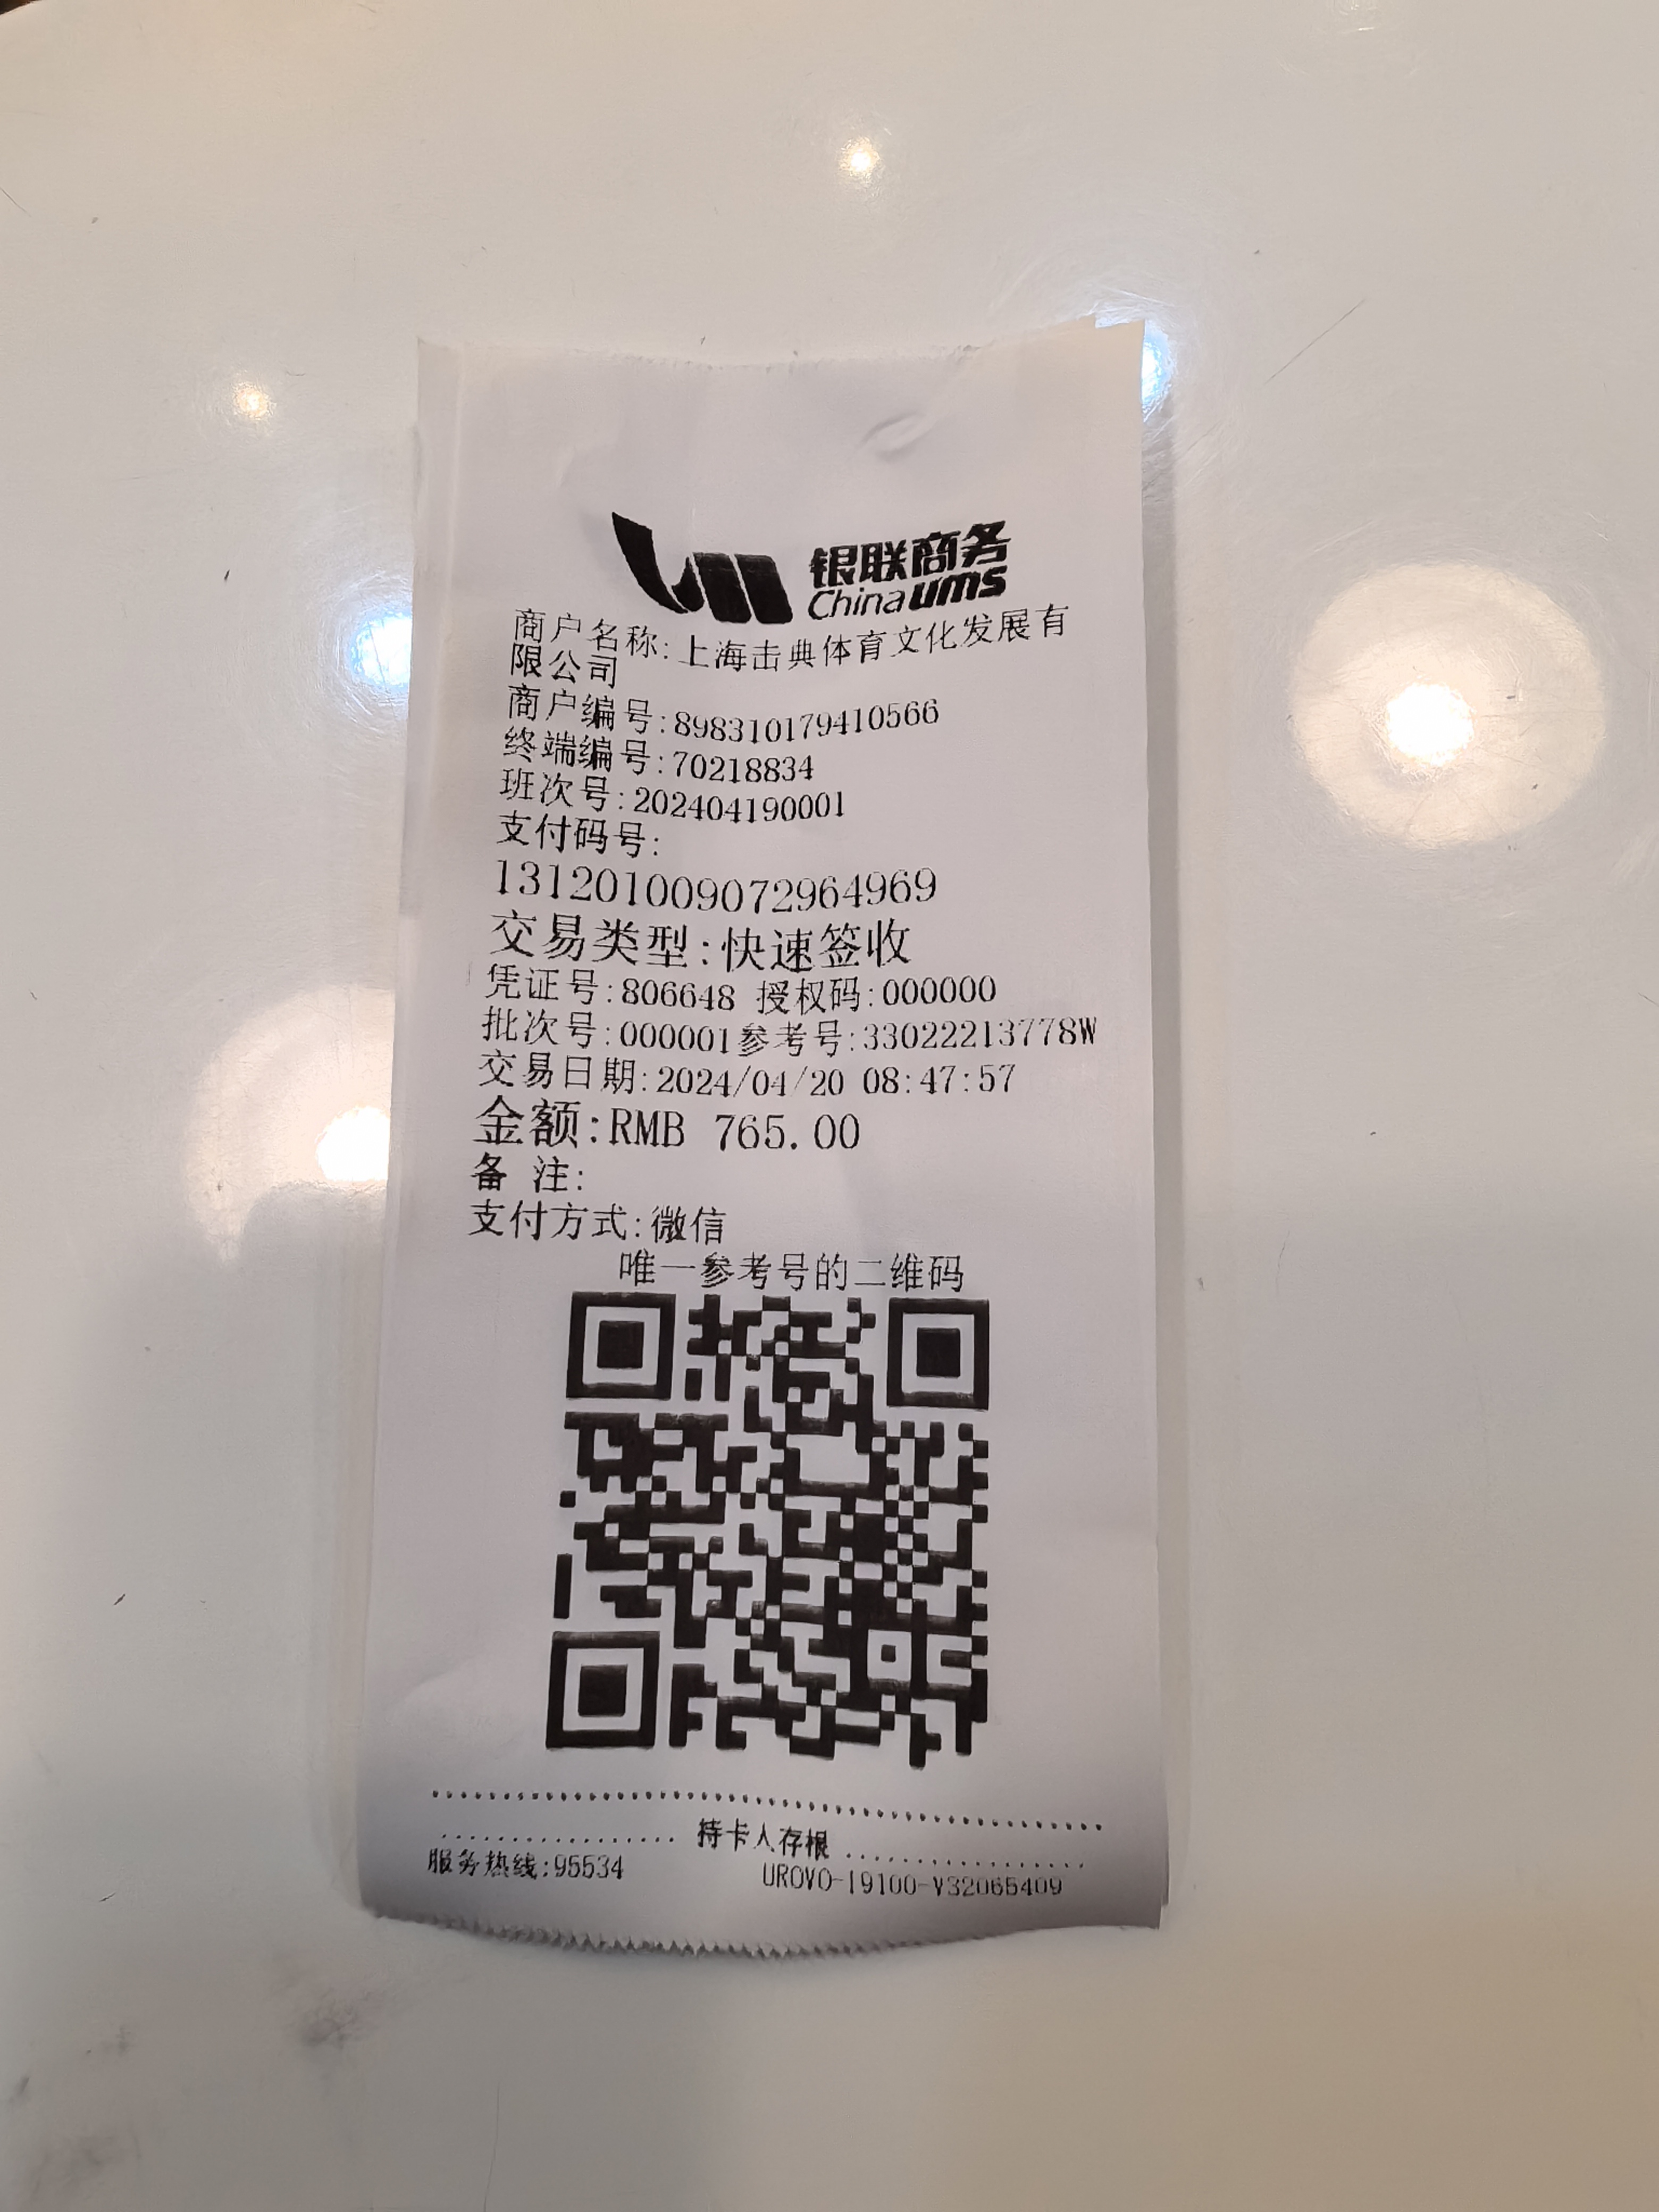 银联商务
Chinaums
商户名称:上海击典体育文化发展有
限公司
商户编号:898310179410566
终端编号:70218834
班次号:202404190001
支付码号:
131201009072964969
交易类型:快速签收
凭证号:806648 授权码:000000
批次号:000001参考号:33022213778W
交易日期:2024/04/20 08:47:57
金额:RMB 765.00
备 注:
支付方式:微信
唯一参考号的二维码
持卡人存根
服务热线:95534 UROVO-I9100-V32065409